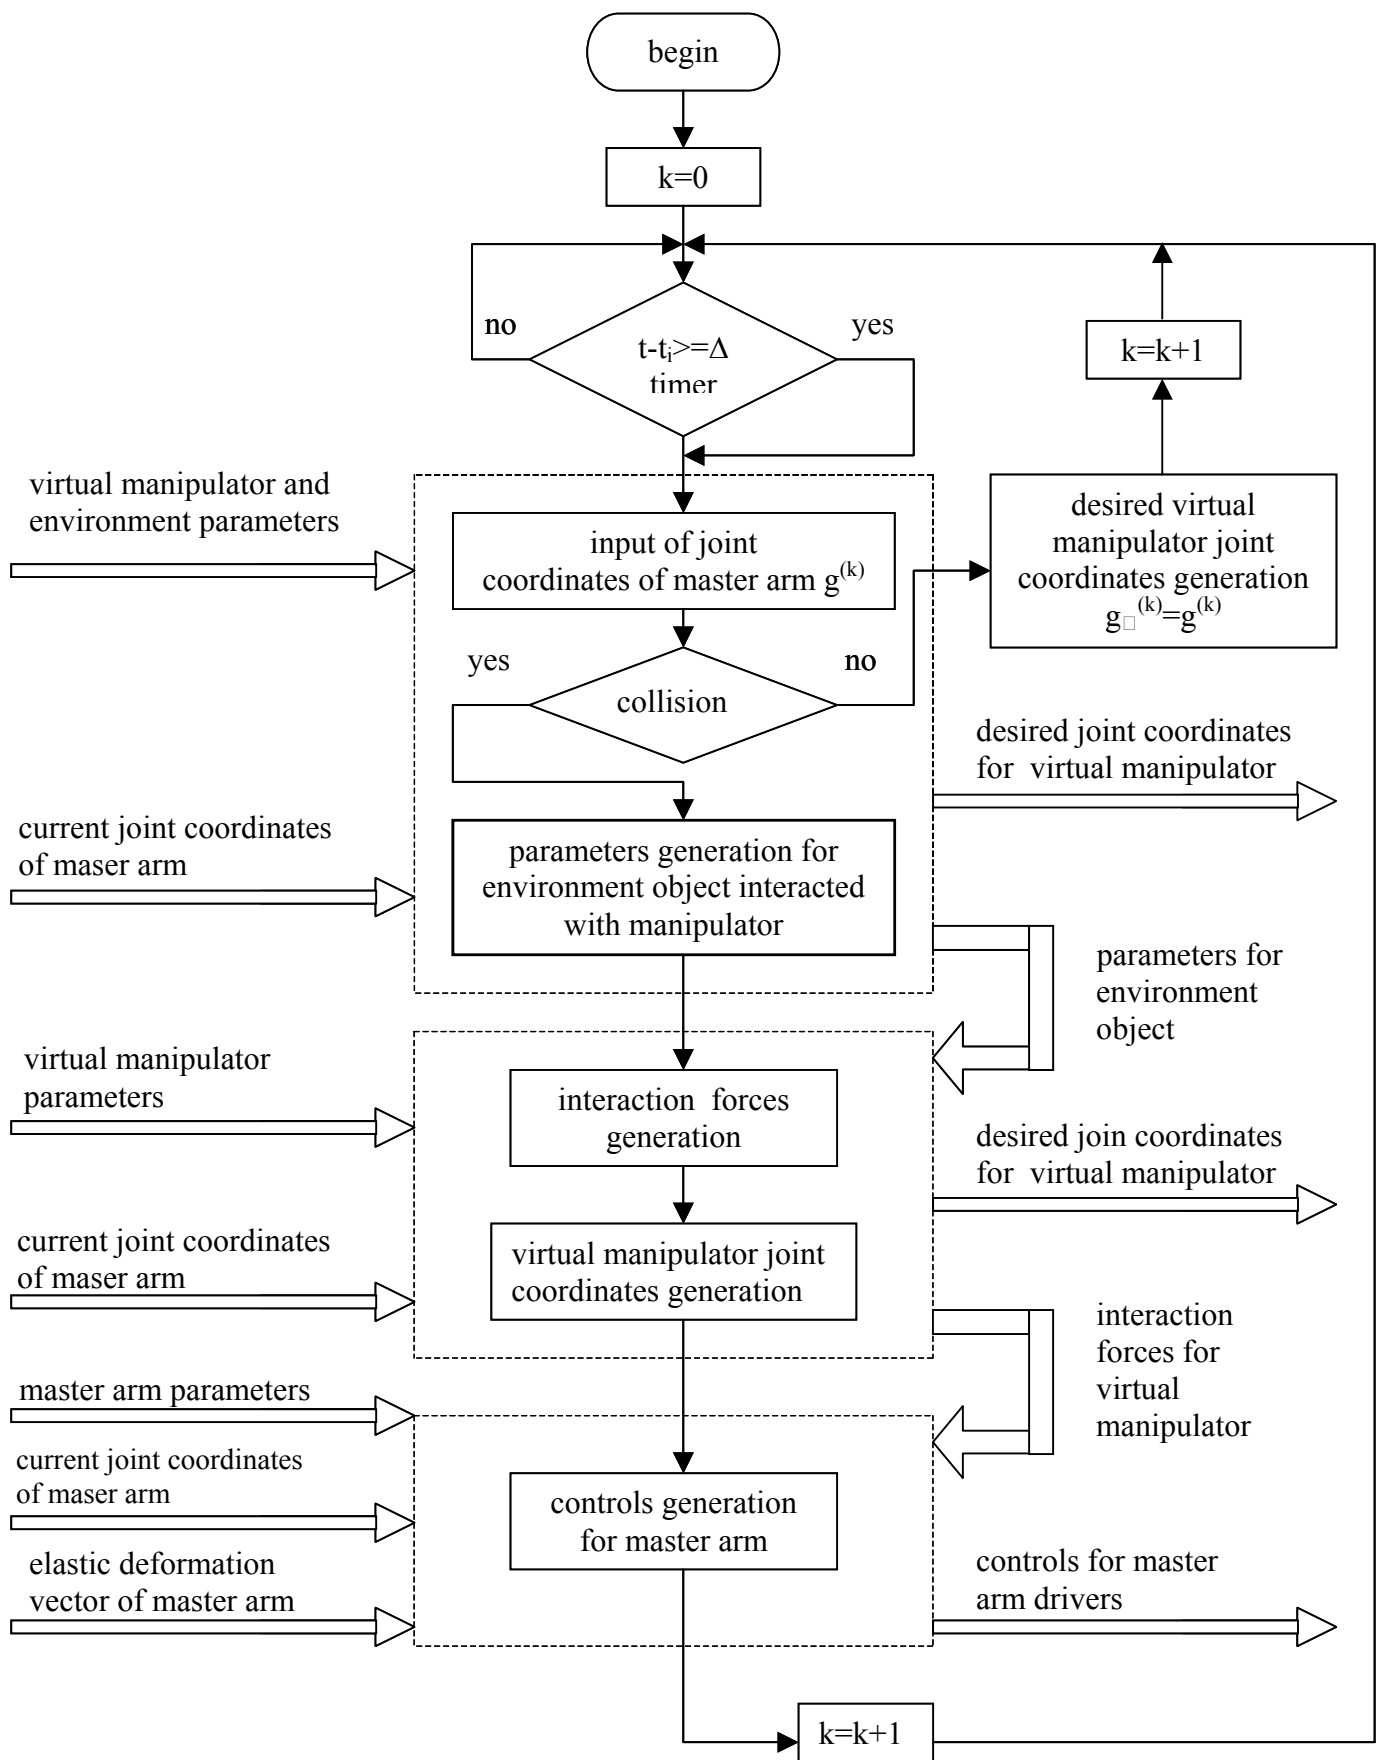 begin
k=0
no
yes
t-tᵢ>=Δ
timer
k=k+1
virtual manipulator and
environment parameters
input of joint
coordinates of master arm g⁽ᵏ⁾
desired virtual
manipulator joint
coordinates generation
g□⁽ᵏ⁾=g⁽ᵏ⁾
yes
no
collision
desired joint coordinates
for virtual manipulator
current joint coordinates
of maser arm
parameters generation for
environment object interacted
with manipulator
parameters for
environment
object
virtual manipulator
parameters
interaction forces
generation
desired join coordinates
for virtual manipulator
current joint coordinates
of maser arm
virtual manipulator joint
coordinates generation
interaction
forces for
virtual
manipulator
master arm parameters
current joint coordinates
of maser arm
controls generation
for master arm
elastic deformation
vector of master arm
controls for master
arm drivers
k=k+1